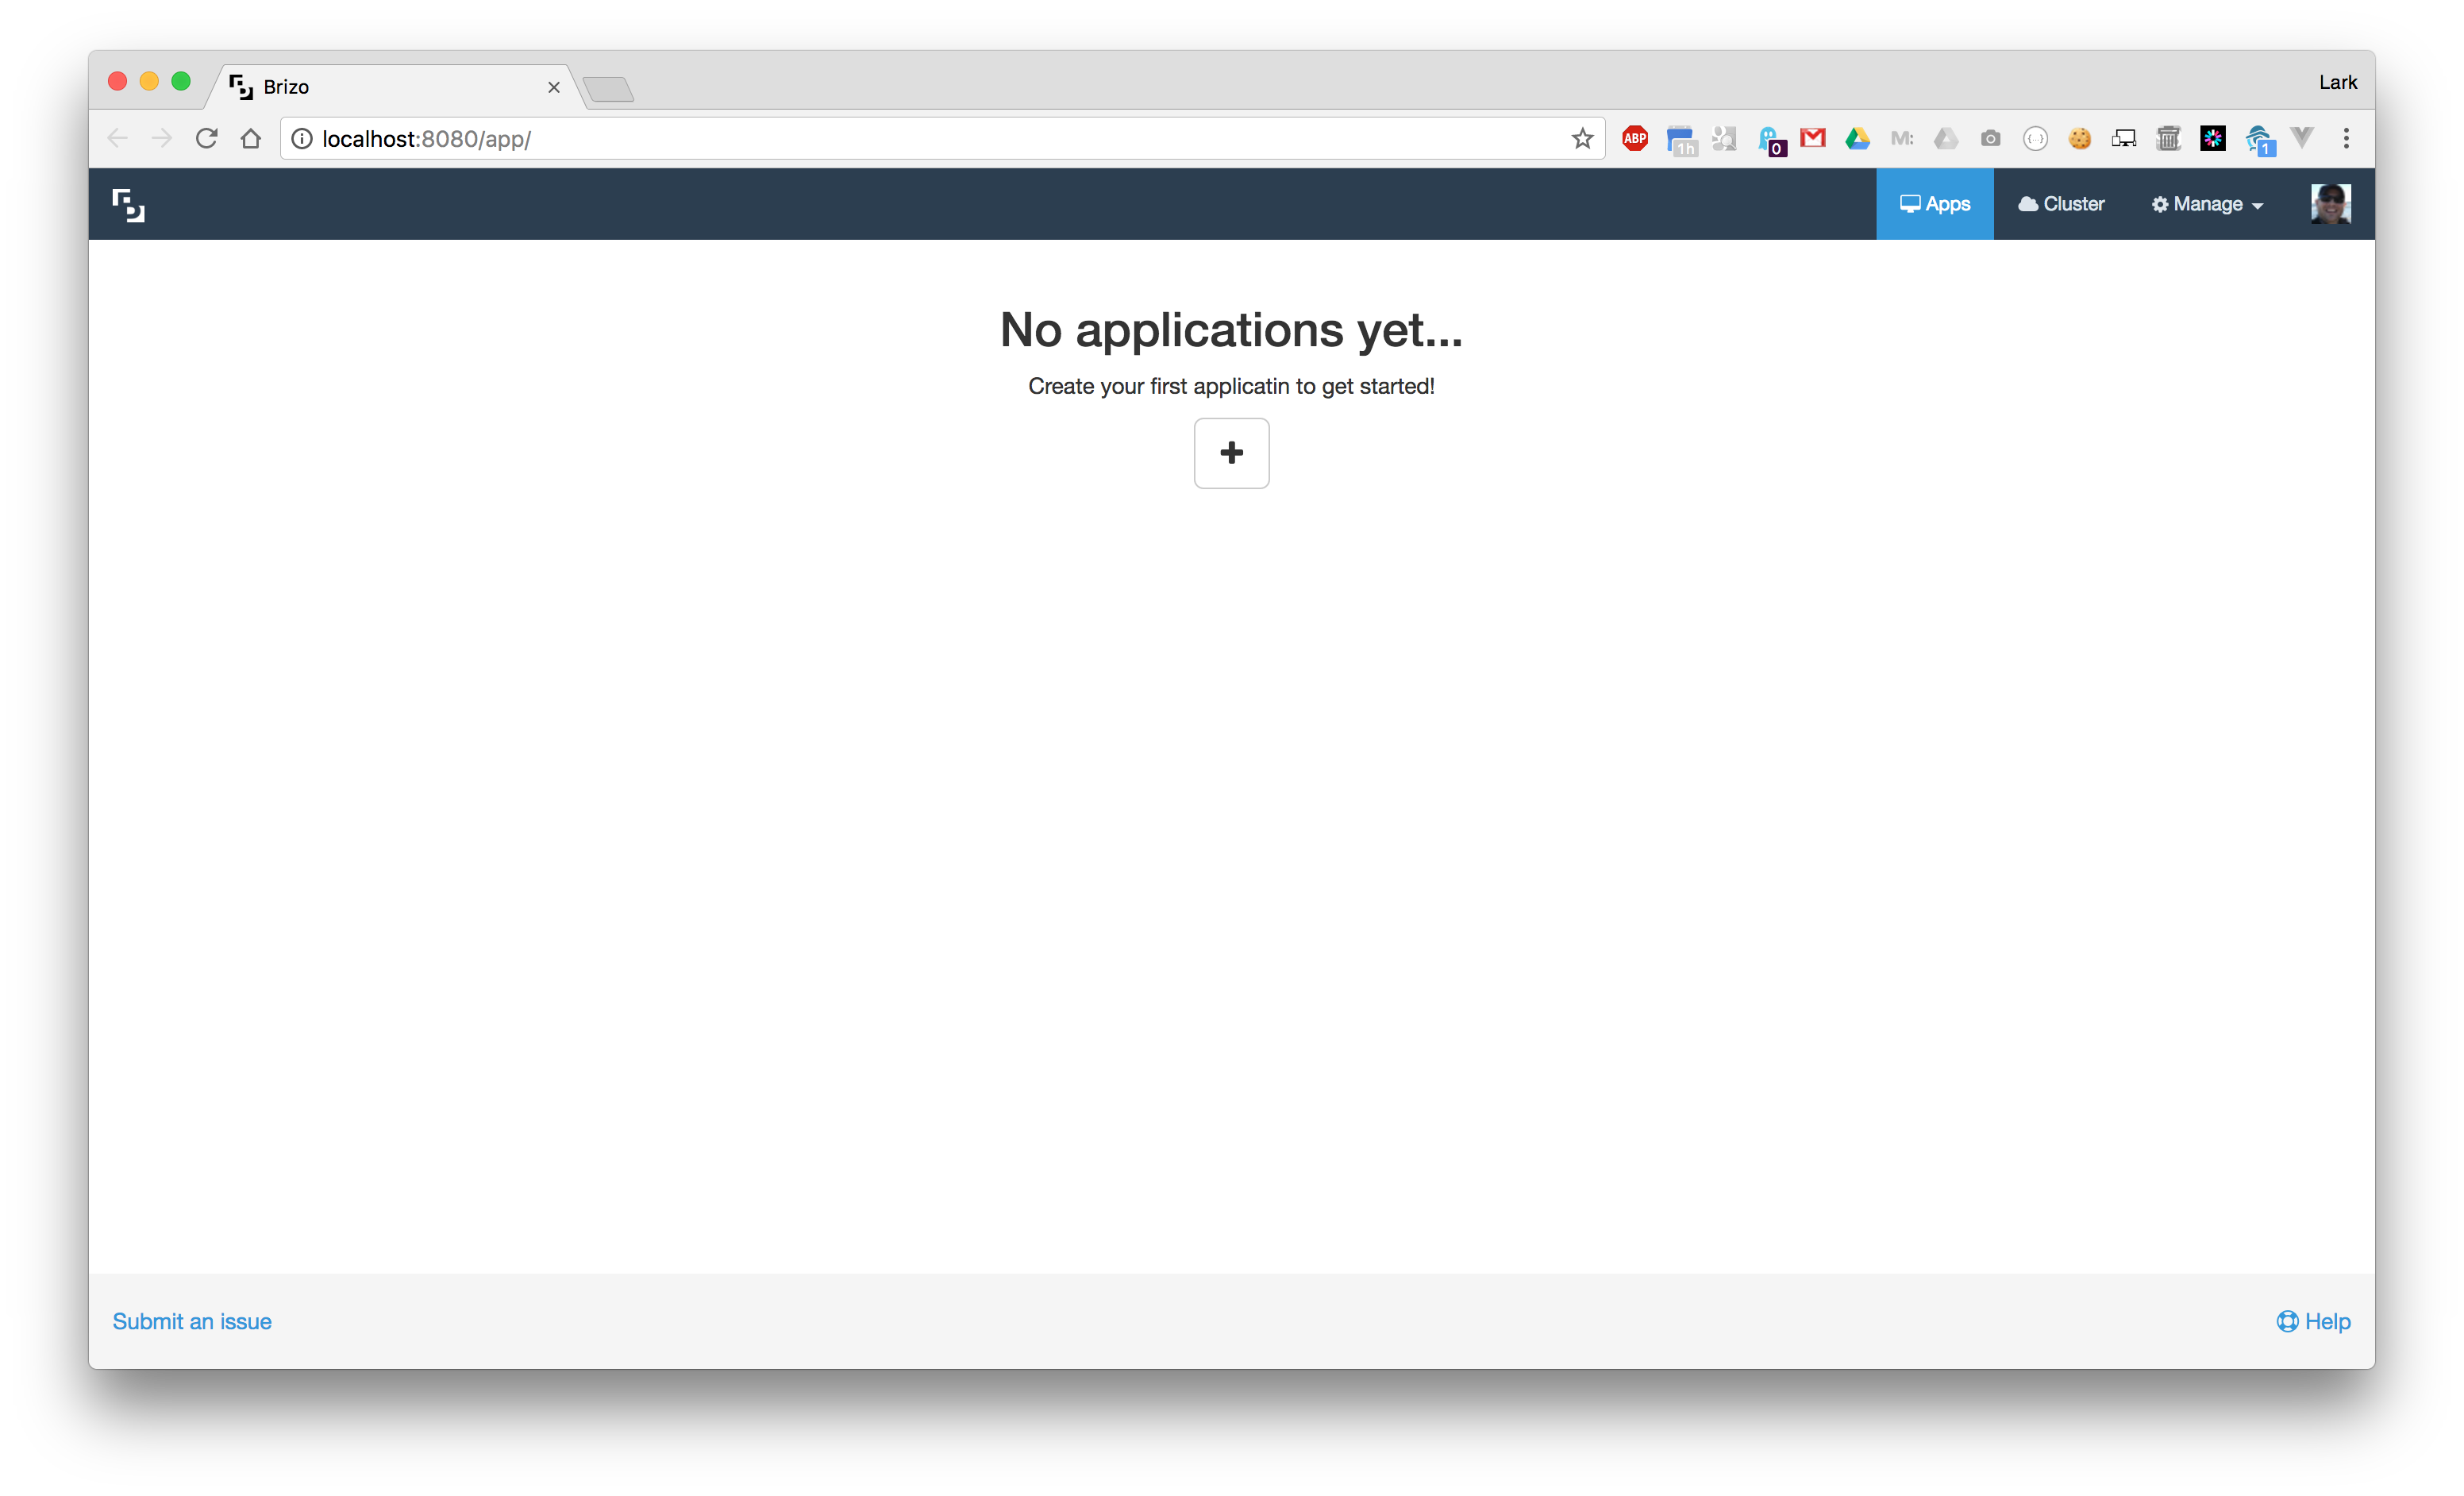 Brizo
Lark
localhost:8080/app/
ABP
1h
0
M:
{...}
1
Apps
Cluster
Manage
No applications yet...
Create your first applicatin to get started!
Submit an issue
Help